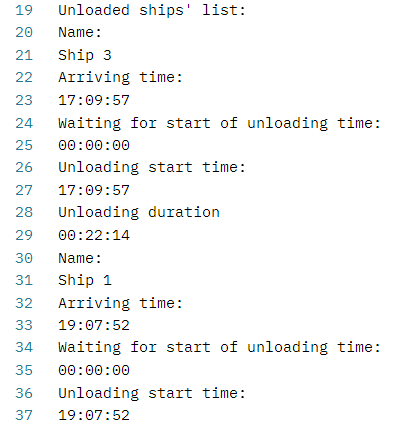 19 Unloaded ships' list:
20 Name:
21 Ship 3
22 Arriving time:
23 17:09:57
24 Waiting for start of unloading time:
25 00:00:00
26 Unloading start time:
27 17:09:57
28 Unloading duration
29 00:22:14
30 Name:
31 Ship 1
32 Arriving time:
33 19:07:52
34 Waiting for start of unloading time:
35 00:00:00
36 Unloading start time:
37 19:07:52